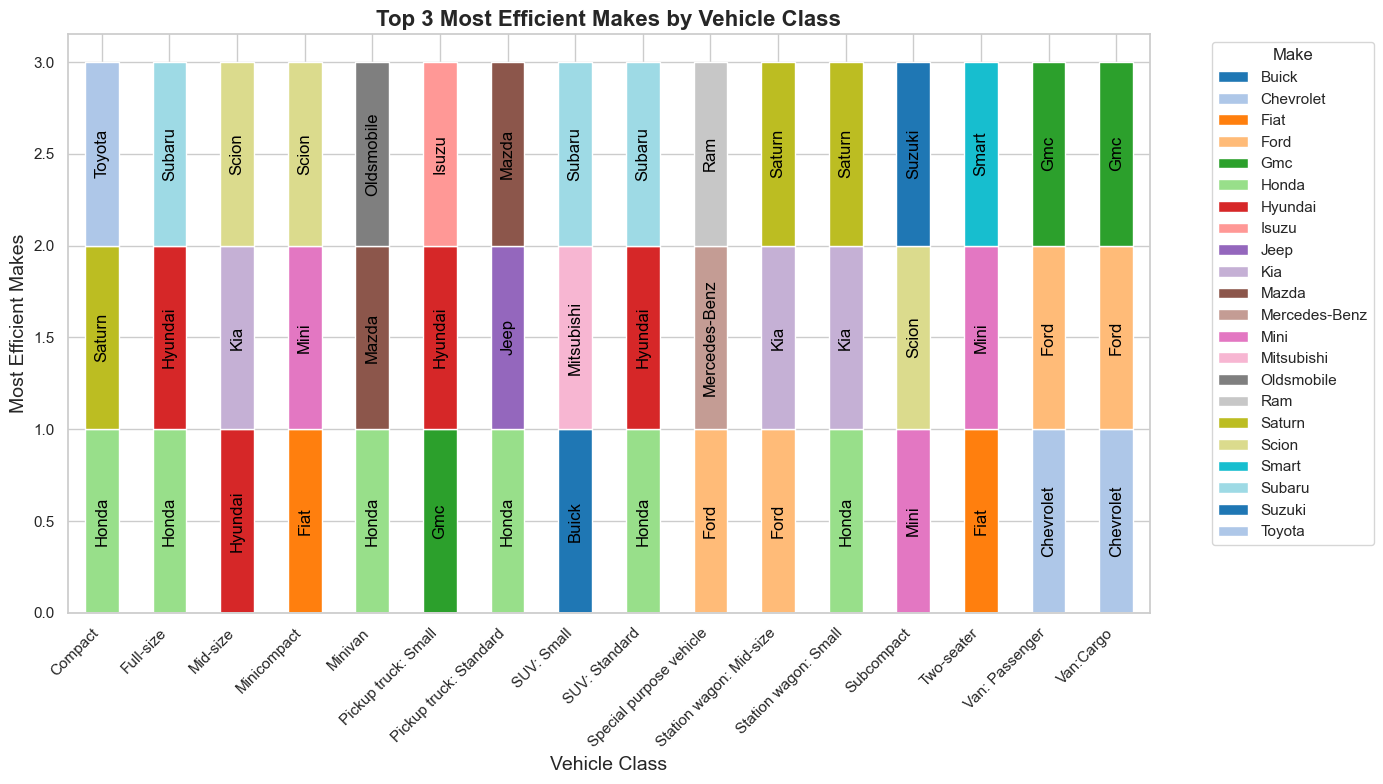 Top 3 Most Efficient Makes by Vehicle Class
Most Efficient Makes
3.0
2.5
2.0
1.5
1.0
0.5
0.0
Toyota
Subaru
Scion
Scion
Oldsmobile
Isuzu
Mazda
Subaru
Subaru
Ram
Saturn
Saturn
Suzuki
Smart
Gmc
Gmc
Saturn
Hyundai
Kia
Mini
Mazda
Hyundai
Jeep
Mitsubishi
Hyundai
Mercedes-Benz
Kia
Kia
Scion
Mini
Ford
Ford
Honda
Honda
Hyundai
Fiat
Honda
Gmc
Honda
Buick
Honda
Ford
Ford
Honda
Mini
Fiat
Chevrolet
Chevrolet
Compact
Full-size
Mid-size
Minicompact
Minivan
Pickup truck: Small
Pickup truck: Standard
SUV: Small
SUV: Standard
Special purpose vehicle
Station wagon: Mid-size
Station wagon: Small
Subcompact
Two-seater
Van: Passenger
Van:Cargo
Vehicle Class
Make
Buick
Chevrolet
Fiat
Ford
Gmc
Honda
Hyundai
Isuzu
Jeep
Kia
Mazda
Mercedes-Benz
Mini
Mitsubishi
Oldsmobile
Ram
Saturn
Scion
Smart
Subaru
Suzuki
Toyota